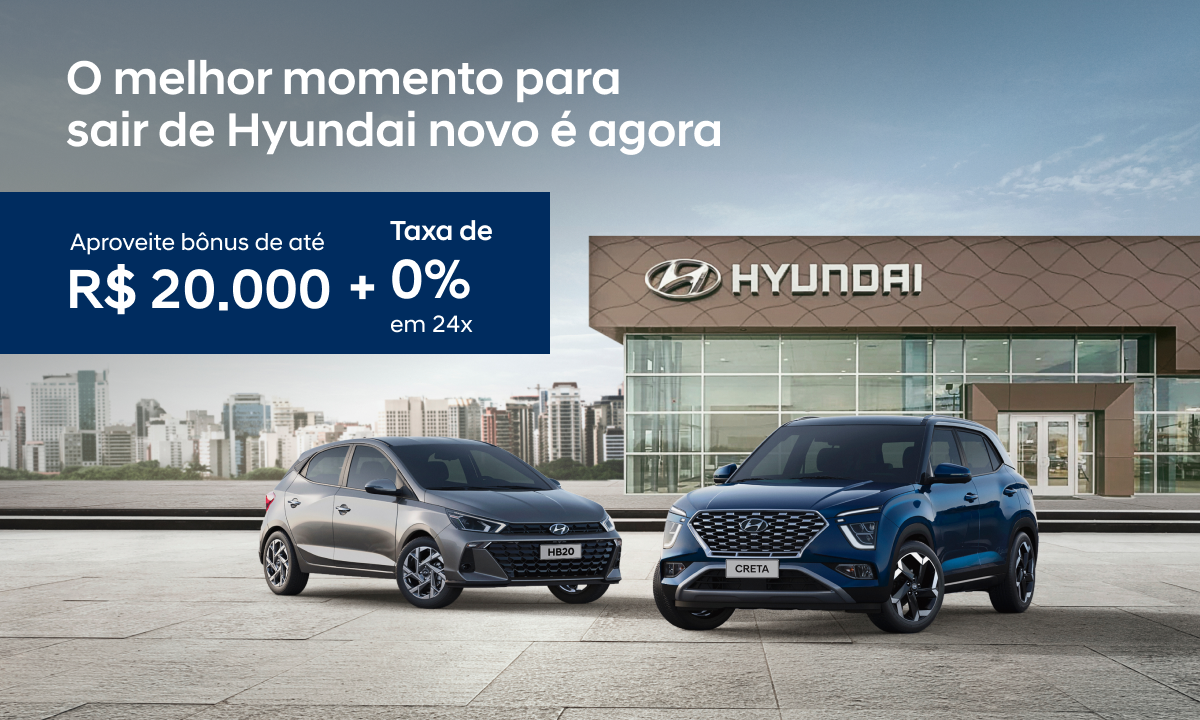 O melhor momento para
sair de Hyundai novo é agora
Aproveite bônus de até
R$ 20.000
+
Taxa de
0%
em 24x
HYUNDAI
HB20
CRETA